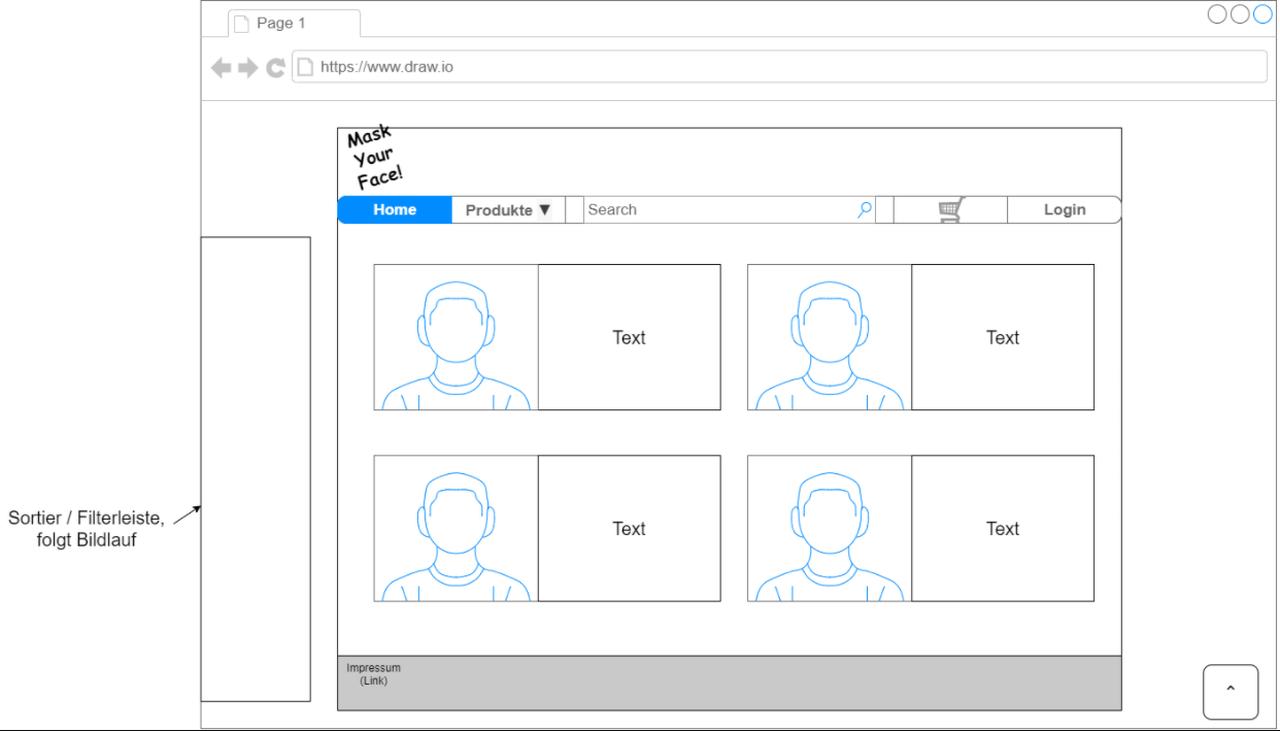 Page 1
https://www.draw.io
Mask
Your
Face!
Home
Produkte ▼
Search
Login
Text
Text
Sortier / Filterleiste,
folgt Bildlauf
Text
Text
Impressum
(Link)